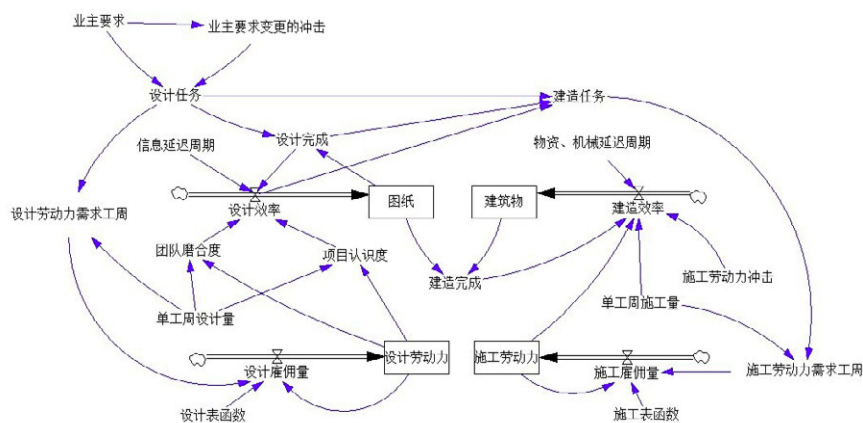 业主要求
业主要求变更的冲击
设计任务
建造任务
设计完成
信息延迟周期
物资、机械延迟周期
图纸
建筑物
设计劳动力需求工周
设计效率
建造效率
团队磨合度
项目认识度
建造完成
施工劳动力冲击
单工周设计量
单工周施工量
设计劳动力
施工劳动力
设计雇佣量
施工雇佣量
施工劳动力需求工周
设计表函数
施工表函数